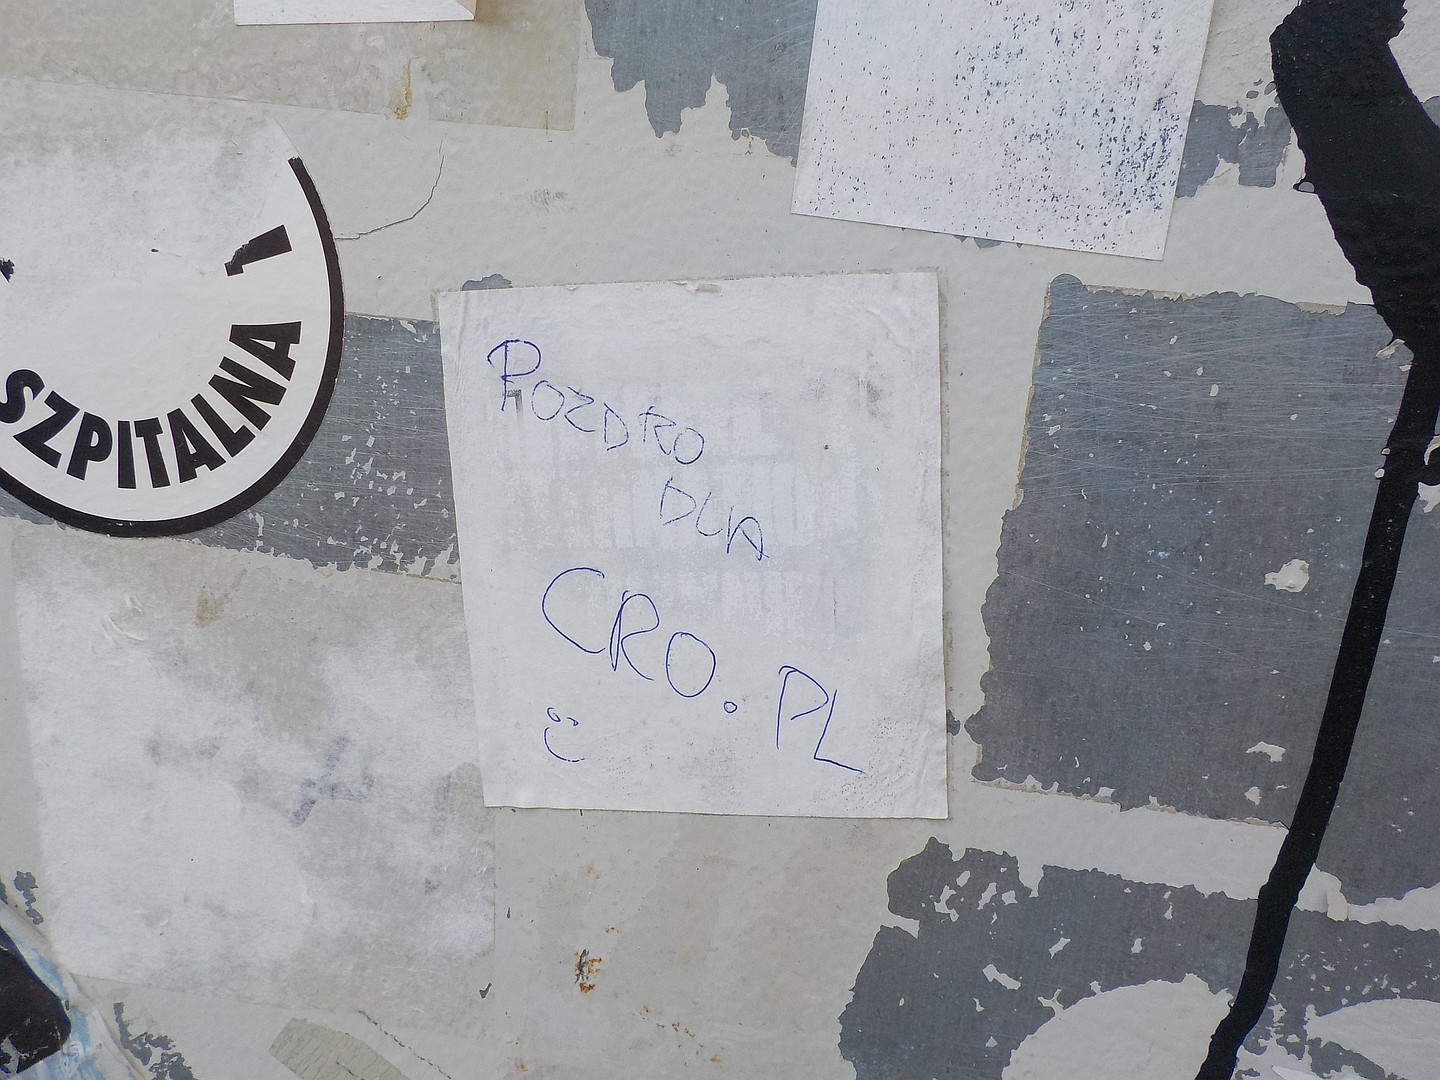 SZPITALNA 1
POZDRO
DLA
CRO.PL